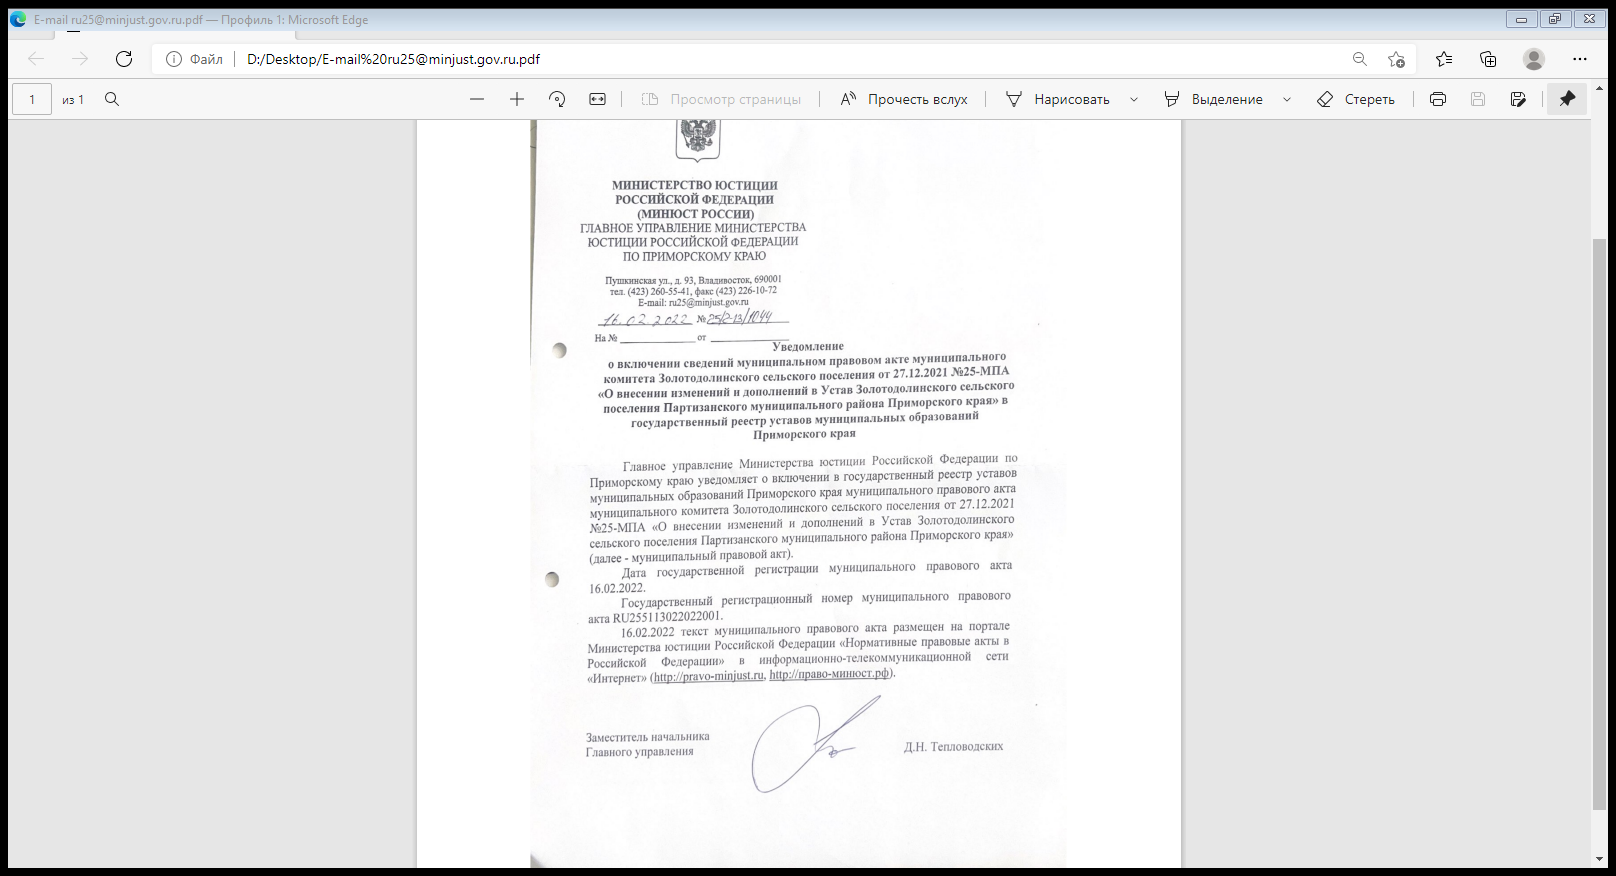 E-mail ru25@minjust.gov.ru.pdf — Профиль 1: Microsoft Edge
Файл
D:/Desktop/E-mail%20ru25@minjust.gov.ru.pdf
1 из 1
Просмотр страницы
Прочесть вслух
Нарисовать
Выделение
Стереть
МИНИСТЕРСТВО ЮСТИЦИИ
РОССИЙСКОЙ ФЕДЕРАЦИИ
(МИНЮСТ РОССИИ)
ГЛАВНОЕ УПРАВЛЕНИЕ МИНИСТЕРСТВА
ЮСТИЦИИ РОССИЙСКОЙ ФЕДЕРАЦИИ
ПО ПРИМОРСКОМУ КРАЮ
Пушкинская ул., д. 93, Владивосток, 690001
тел. (423) 260-55-41, факс (423) 226-10-72
E-mail: ru25@minjust.gov.ru
16.02.2022 № 25/2-13/1044
На № от
Уведомление
о включении сведений муниципальном правовом акте муниципального
комитета Золотодолинского сельского поселения от 27.12.2021 №25-МПА
«О внесении изменений и дополнений в Устав Золотодолинского сельского
поселения Партизанского муниципального района Приморского края» в
государственный реестр уставов муниципальных образований
Приморского края
Главное управление Министерства юстиции Российской Федерации по
Приморскому краю уведомляет о включении в государственный реестр уставов
муниципальных образований Приморского края муниципального правового акта
муниципального комитета Золотодолинского сельского поселения от 27.12.2021
№25-МПА «О внесении изменений и дополнений в Устав Золотодолинского
сельского поселения Партизанского муниципального района Приморского края»
(далее - муниципальный правовой акт).
Дата государственной регистрации муниципального правового акта
16.02.2022.
Государственный регистрационный номер муниципального правового
акта RU255113022022001.
16.02.2022 текст муниципального правового акта размещен на портале
Министерства юстиции Российской Федерации «Нормативные правовые акты в
Российской Федерации» в информационно-телекоммуникационной сети
«Интернет» (http://pravo-minjust.ru, http://право-минюст.рф).
Заместитель начальника
Главного управления
Д.Н. Тепловодских